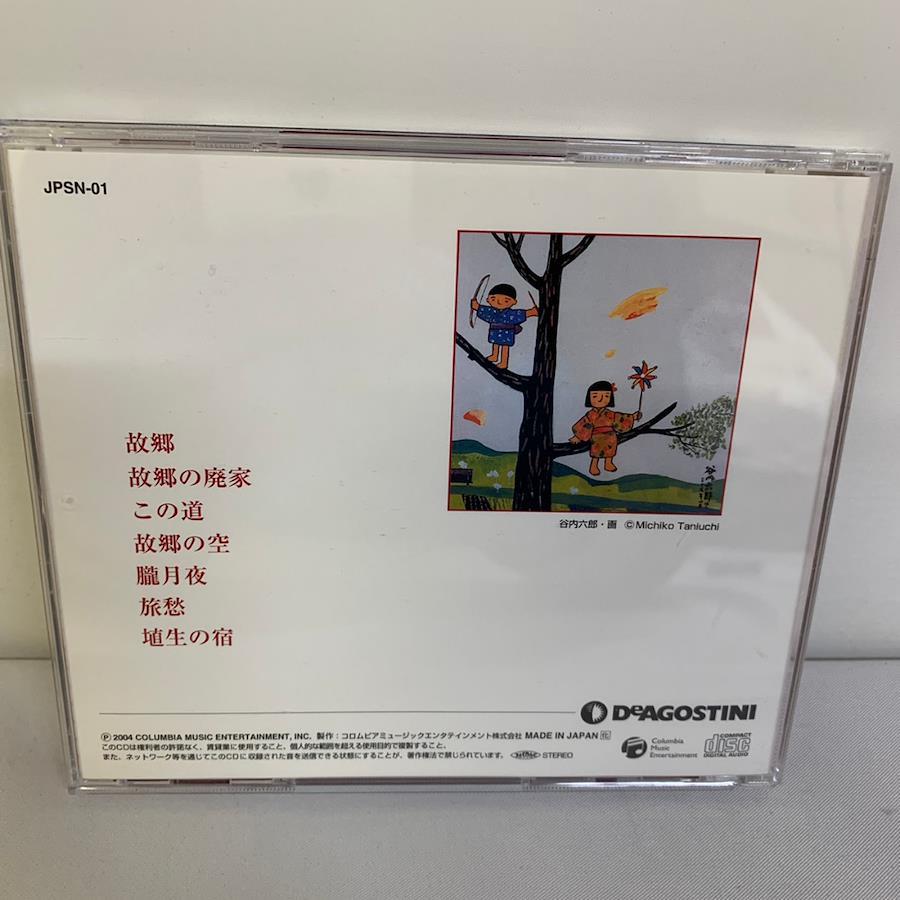 JPSN-01
谷内六郎・画 ©Michiko Taniuchi
故郷
故郷の廃家
この道
故郷の空
朧月夜
旅愁
埴生の宿
DEAGOSTINI
Ⓟ2004 COLUMBIA MUSIC ENTERTAINMENT, INC. 製作：コロムビアミュージックエンタテインメント株式会社 MADE IN JAPAN
このCDは権利者の許諾なく、賃貸業に使用すること、個人的な範囲を超える使用目的で複製すること、
また、ネットワーク等を通じてこのCDに収録された音を送信できる状態にすることが、著作権法で禁じられています。 STEREO
Columbia
Music
Entertainment
COMPACT
disc
DIGITAL AUDIO